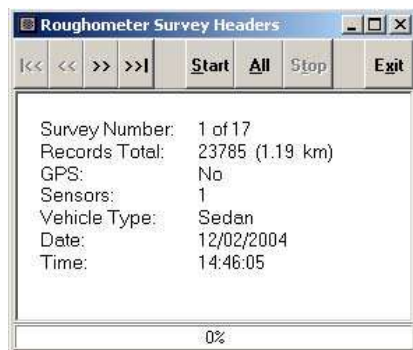 Roughometer Survey Headers
|<< << >> >>| Start All Stop Exit
Survey Number: 1 of 17
Records Total: 23785 (1.19 km)
GPS: No
Sensors: 1
Vehicle Type: Sedan
Date: 12/02/2004
Time: 14:46:05
0%